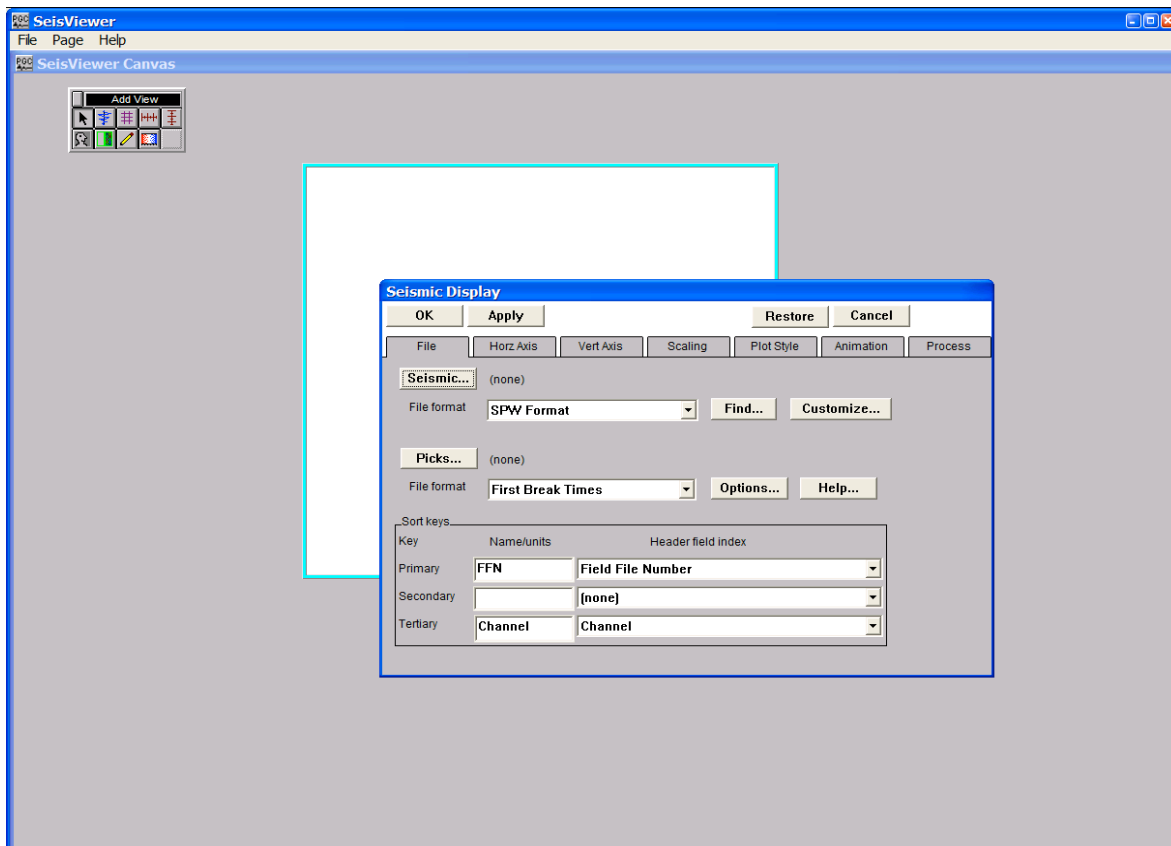 PGC SeisViewer
File Page Help
PGC SeisViewer Canvas
Add View
Seismic Display
OK Apply Restore Cancel
File Horz Axis Vert Axis Scaling Plot Style Animation Process
Seismic... (none)
File format SPW Format Find... Customize...
Picks... (none)
File format First Break Times Options... Help...
Sort keys
Key Name/units Header field index
Primary FFN Field File Number
Secondary (none)
Tertiary Channel Channel